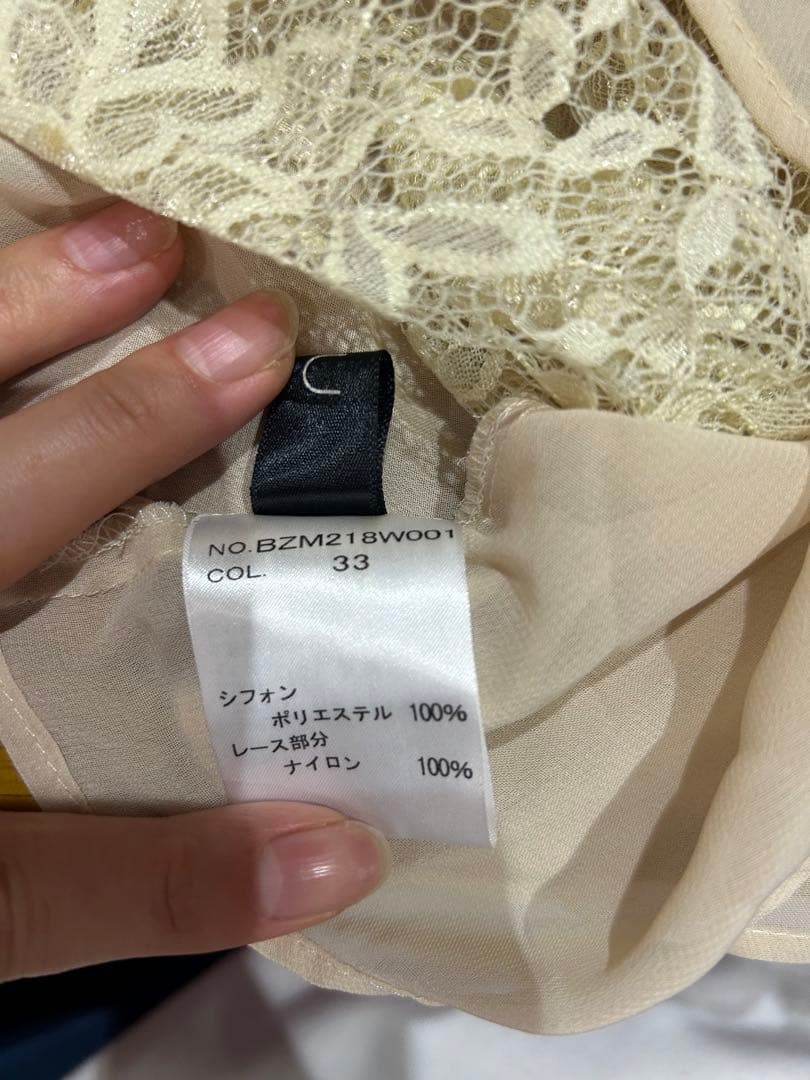 NO.BZM218W001
COL. 33
シフォン
ポリエステル 100%
レース部分
ナイロン 100%